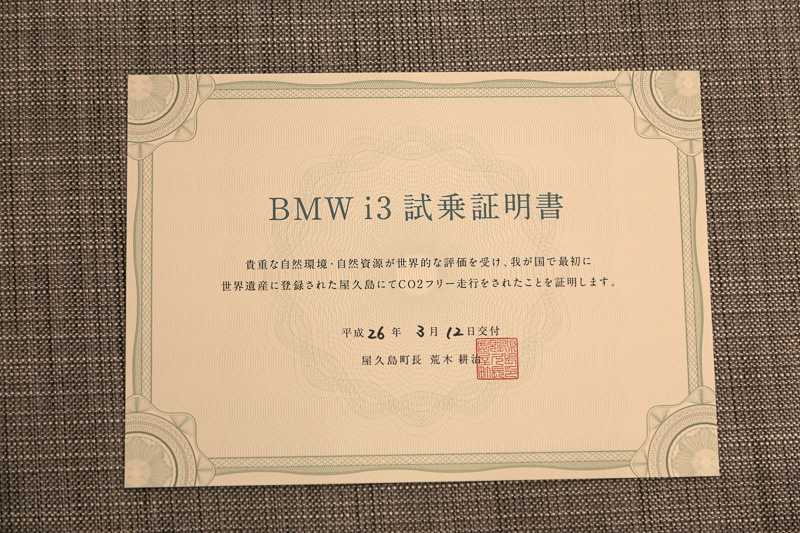 BMW i3 試乗証明書
貴重な自然環境・自然資源が世界的な評価を受け、我が国で最初に
世界遺産に登録された屋久島にてCO2フリー走行をされたことを証明します。
平成26年 3月 12日交付
屋久島町長 荒木 耕治